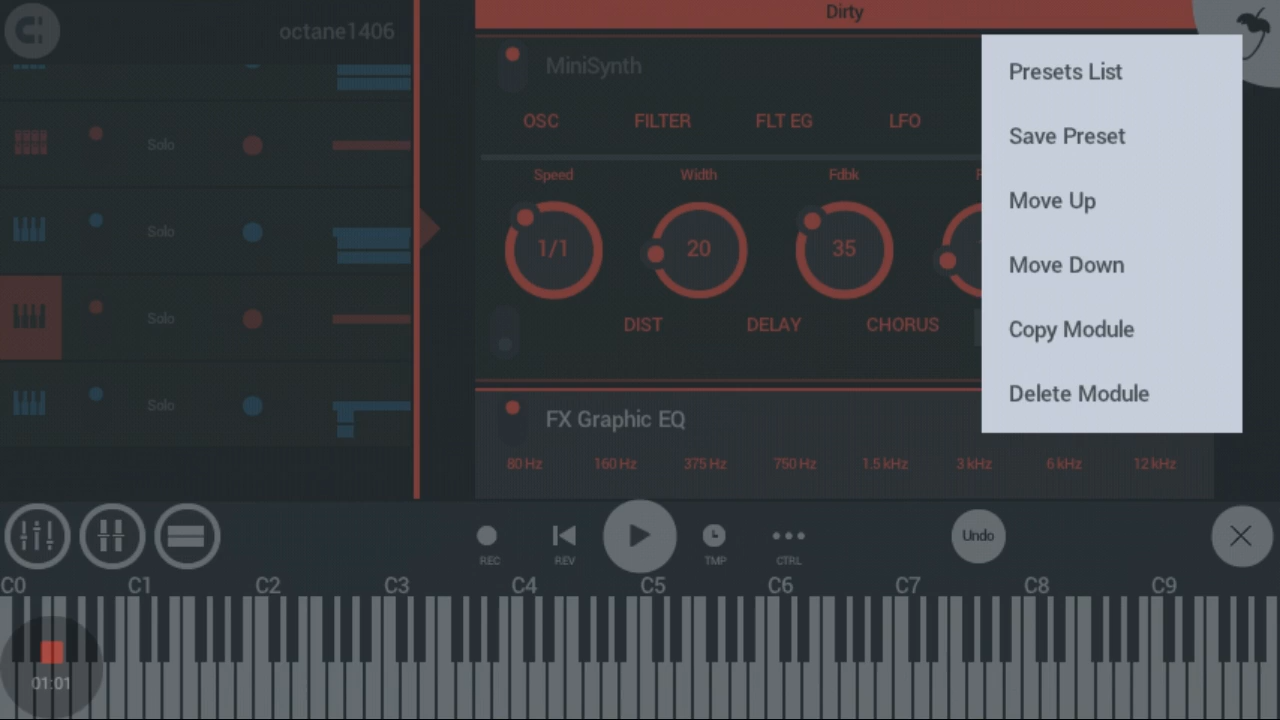 octane1406
Dirty
MiniSynth
OSC FILTER FLT EG LFO
Speed Width Fdbk
1/1 20 35
DIST DELAY CHORUS
FX Graphic EQ
80 Hz 160 Hz 375 Hz 750 Hz 1.5 kHz 3 kHz 6 kHz 12 kHz
Solo
Solo
Solo
Solo
Presets List
Save Preset
Move Up
Move Down
Copy Module
Delete Module
REC REV TMP CTRL
Undo
C0 C1 C2 C3 C4 C5 C6 C7 C8 C9
01:01